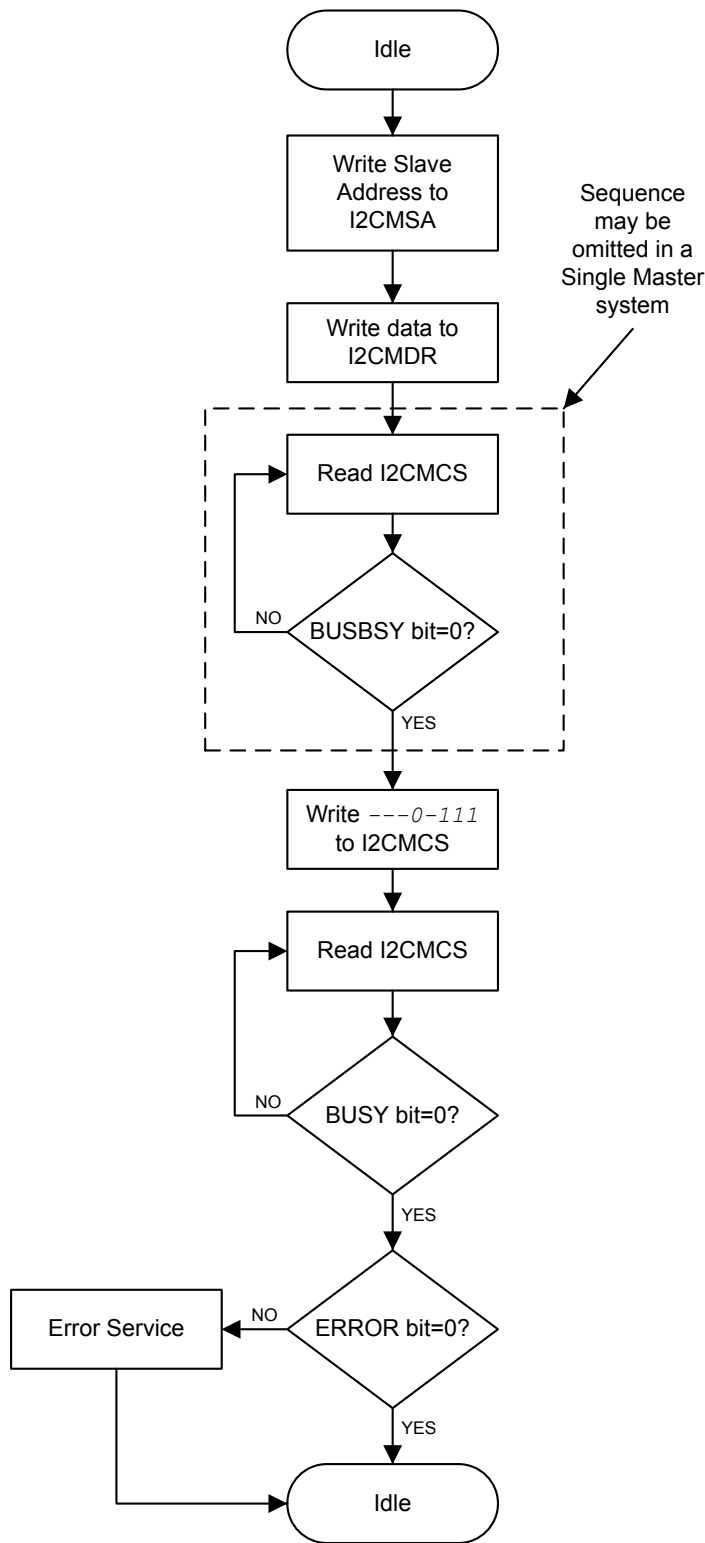 Idle
Write Slave
Address to
I2CMSA
Sequence
may be
omitted in a
Single Master
system
Write data to
I2CMDR
Read I2CMCS
NO
BUSBSY bit=0?
YES
Write ---0-111
to I2CMCS
Read I2CMCS
NO
BUSY bit=0?
YES
Error Service
NO
ERROR bit=0?
YES
Idle